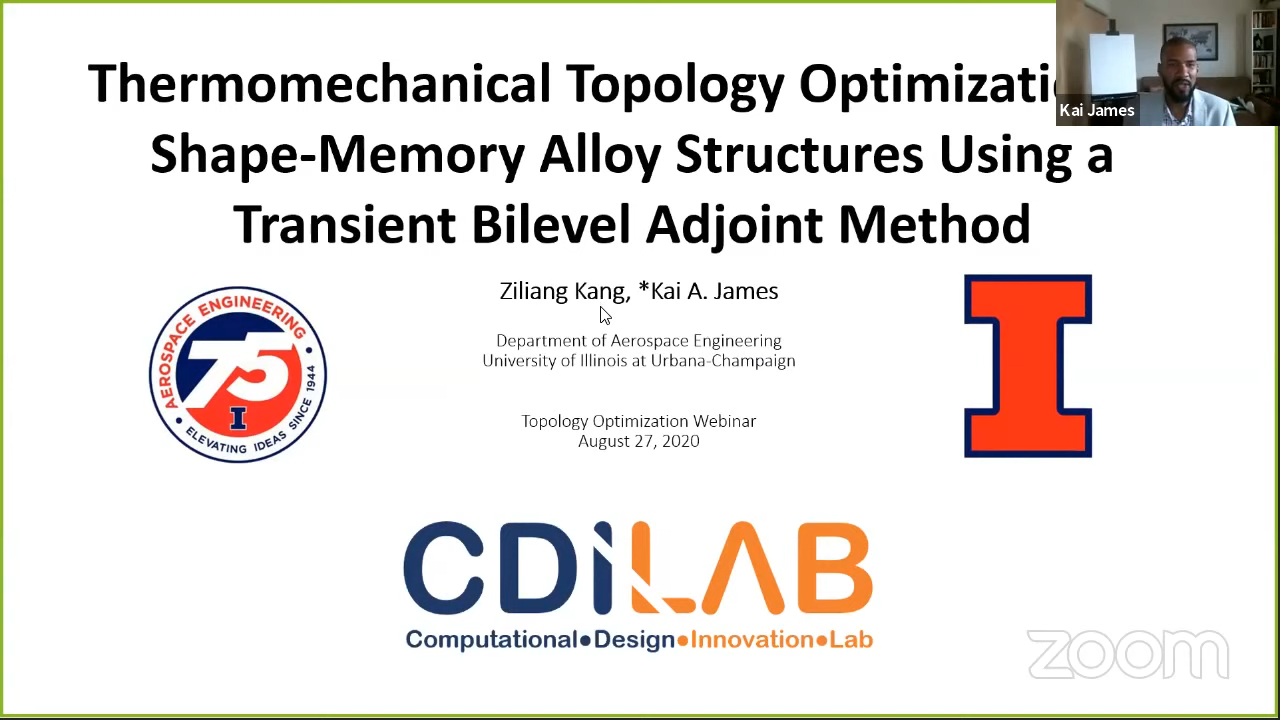 Thermomechanical Topology Optimizati
Shape-Memory Alloy Structures Using a
Transient Bilevel Adjoint Method
Kai James
Ziliang Kang, *Kai A. James
Department of Aerospace Engineering
University of Illinois at Urbana-Champaign
Topology Optimization Webinar
August 27, 2020
AEROSPACE ENGINEERING
75
I
ELEVATING IDEAS SINCE 1944
I
CDiLAB
Computational•Design•Innovation•Lab
zoom